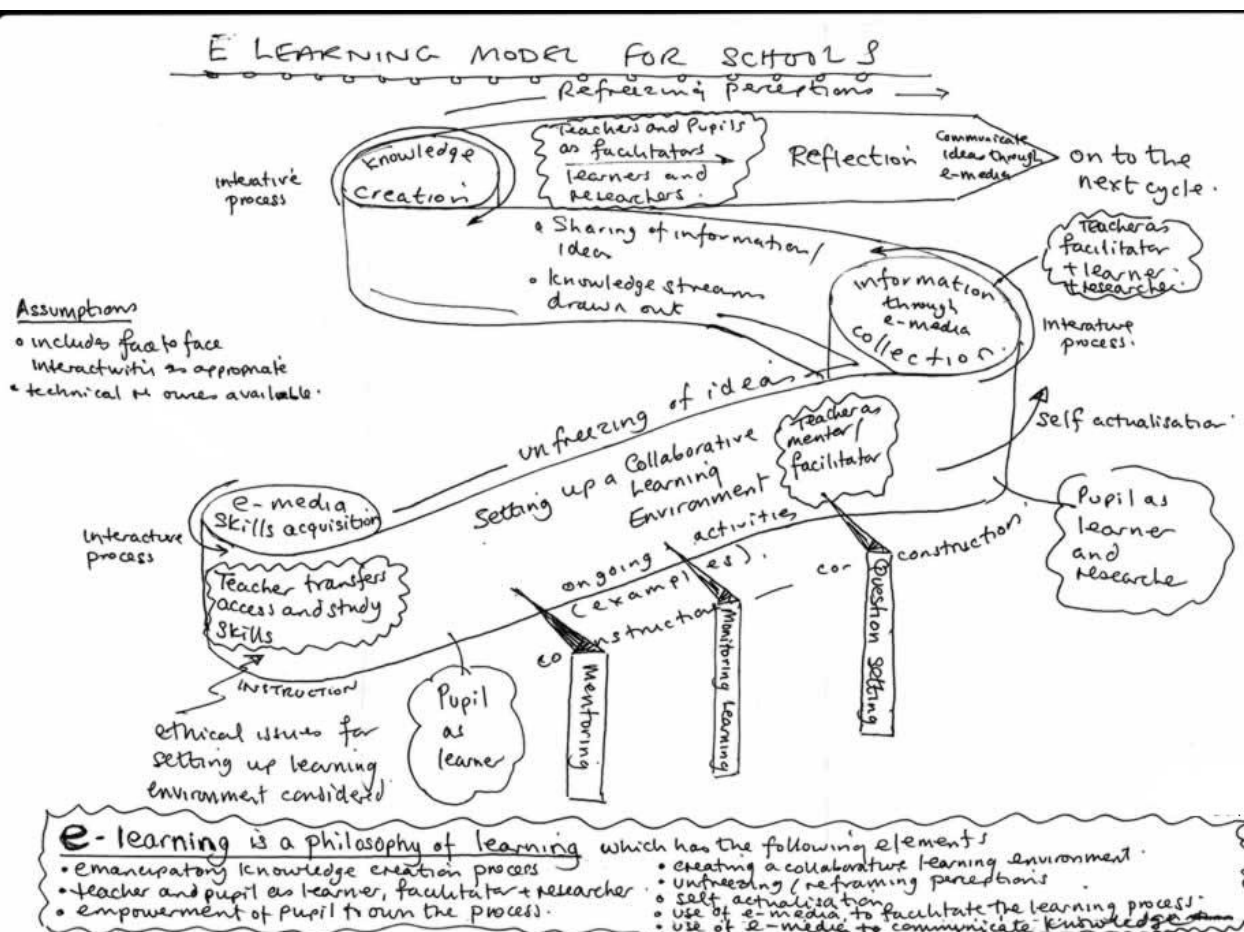 E LEARNING MODEL FOR SCHOOLS
Refreezing perceptions
Knowledge
creation
Interative
process
Teachers and Pupils
as facilitators
learners and
researchers.
Reflection
Communicate
ideas through
e-media
on to the
next cycle.
• Sharing of information/
idea
• Knowledge streams
drawn out
Teacher as
facilitator
+ learner
+ researcher
information
through
e-media
collection.
Interature
process.
Assumptions
• includes face to face
as appropriate
• technical available.
unfreezing of ideas
self actualisation
Setting up a Collaborative
Learning
Environment
Teacher as
mentor/
facilitator
e-media
skills acquisition
Interacture
process
Teacher transfers
access and study
skills
ongoing activities
(examples).
co construction — co-construction.
Pupil as
learner
and
researche
INSTRUCTION
ethical issues for
setting up learning
environment considered
Pupil
as
learner
Mentoring
Monitoring Learning
Question Setting
e-learning is a philosophy of learning which has the following elements
• emancipatory knowledge creation process
• teacher and pupil as learner, facilitator + researcher
• empowerment of pupil to own the process.
• creating a collaborative learning environment.
• unfreezing/reframing perceptions
• self actualisation
• use of e-media to facilitate the learning process.
• use of e-media to communicate knowledge